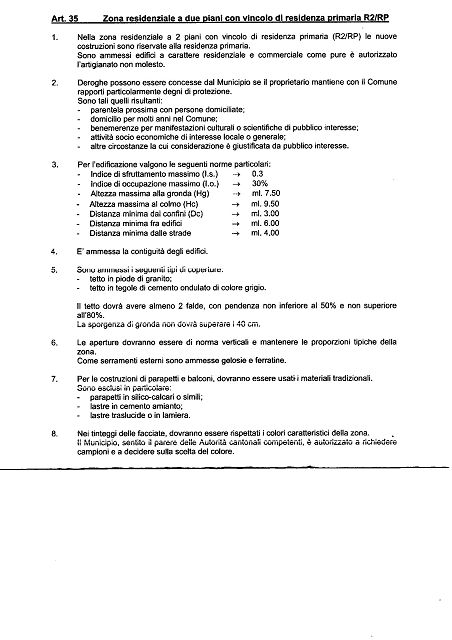 Art. 35 Zona residenziale a due piani con vincolo di residenza primaria R2/RP
1. Nella zona residenziale a 2 piani con vincolo di residenza primaria (R2/RP) le nuove
costruzioni sono riservate alla residenza primaria.
Sono ammessi edifici a carattere residenziale e commerciale come pure è autorizzato
l'artigianato non molesto.
2. Deroghe possono essere concesse dal Municipio se il proprietario mantiene con il Comune
rapporti particolarmente degni di protezione.
Sono tali quelli risultanti:
- parentela prossima con persone domiciliate;
- domicilio per molti anni nel Comune;
- benemerenze per manifestazioni culturali o scientifiche di pubblico interesse;
- attività socio economiche di interesse locale o generale;
- altre circostanze la cui considerazione è giustificata da pubblico interesse.
3. Per l'edificazione valgono le seguenti norme particolari:
- Indice di sfruttamento massimo (I.s.) → 0.3
- Indice di occupazione massimo (I.o.) → 30%
- Altezza massima alla gronda (Hg) → ml. 7.50
- Altezza massima al colmo (Hc) → ml. 9.50
- Distanza minima dai confini (Dc) → ml. 3.00
- Distanza minima fra edifici → ml. 6.00
- Distanza minima dalle strade → ml. 4.00
4. E' ammessa la contiguità degli edifici.
5. Sono ammessi i seguenti tipi di coperture:
- tetto in piode di granito;
- tetto in tegole di cemento ondulato di colore grigio.
Il tetto dovrà avere almeno 2 falde, con pendenza non inferiore al 50% e non superiore
all'80%.
La sporgenza di gronda non dovrà superare i 40 cm.
6. Le aperture dovranno essere di norma verticali e mantenere le proporzioni tipiche della
zona.
Come serramenti esterni sono ammesse gelosie e ferratine.
7. Per le costruzioni di parapetti e balconi, dovranno essere usati i materiali tradizionali.
Sono esclusi in particolare:
- parapetti in silico-calcari o simili;
- lastre in cemento amianto;
- lastre traslucide o in lamiera.
8. Nei tinteggi delle facciate, dovranno essere rispettati i colori caratteristici della zona.
Il Municipio, sentito il parere delle Autorità cantonali competenti, è autorizzato a richiedere
campioni e a decidere sulla scelta del colore.